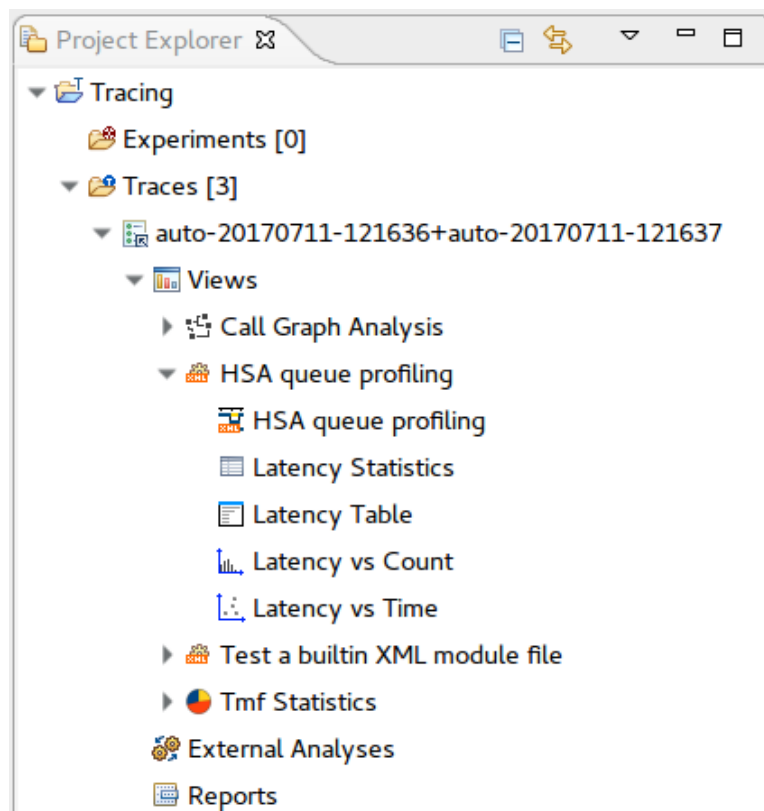 Project Explorer
Tracing
Experiments [0]
Traces [3]
auto-20170711-121636+auto-20170711-121637
Views
Call Graph Analysis
HSA queue profiling
HSA queue profiling
Latency Statistics
Latency Table
Latency vs Count
Latency vs Time
Test a builtin XML module file
Tmf Statistics
External Analyses
Reports